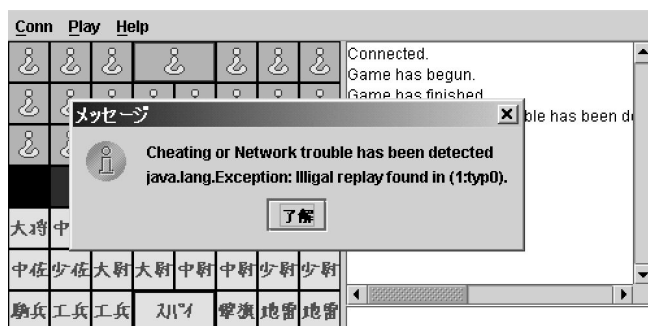 Conn Play Help
Connected.
Game has begun.
Game has finished
ble has been de
メッセージ
Cheating or Network trouble has been detected
java.lang.Exception: Illigal replay found in (1:typ0).
了解
大将 中
中佐 少佐 大尉 大尉 中尉 中尉 少尉 少尉
騎兵 工兵 工兵 スパイ 軍旗 地雷 地雷